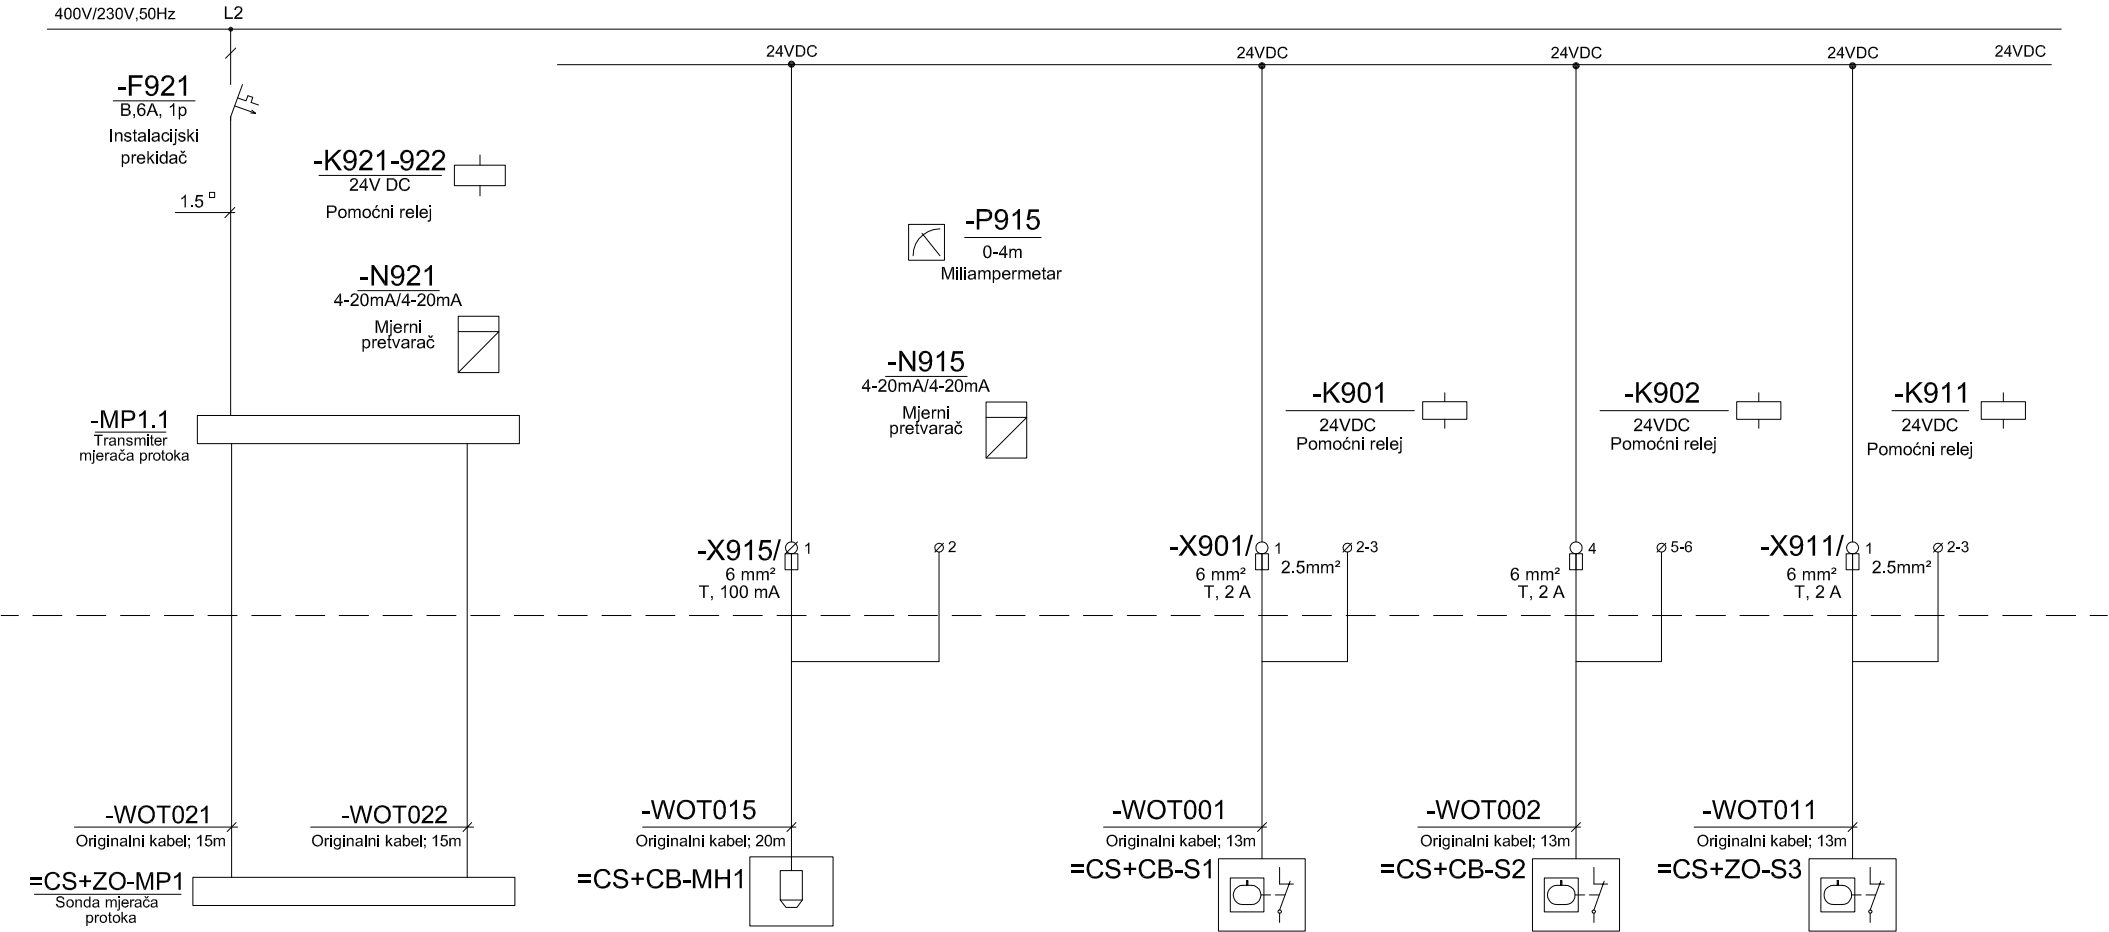 400V/230V,50Hz
L2
24VDC
24VDC
24VDC
24VDC
24VDC
-F921
B,6A, 1p
Instalacijski
prekidač
1.5
-K921-922
24V DC
Pomoćni relej
-N921
4-20mA/4-20mA
Mjerni
pretvarač
-MP1.1
Transmiter
mjerača protoka
-P915
0-4m
Miliampermetar
-N915
4-20mA/4-20mA
Mjerni
pretvarač
-K901
24VDC
Pomoćni relej
-K902
24VDC
Pomoćni relej
-K911
24VDC
Pomoćni relej
-X915/ 1
6 mm²
T, 100 mA
2
-X901/ 1
6 mm²
T, 2 A
2.5mm²
2-3
4
6 mm²
T, 2 A
5-6
-X911/ 1
6 mm²
T, 2 A
2.5mm²
2-3
-WOT021
Originalni kabel; 15m
-WOT022
Originalni kabel; 15m
=CS+ZO-MP1
Sonda mjerača
protoka
-WOT015
Originalni kabel; 20m
=CS+CB-MH1
-WOT001
Originalni kabel; 13m
=CS+CB-S1
-WOT002
Originalni kabel; 13m
=CS+CB-S2
-WOT011
Originalni kabel; 13m
=CS+ZO-S3